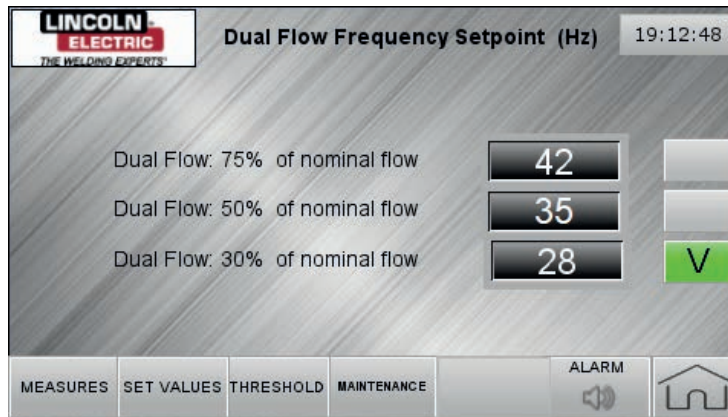 LINCOLN
ELECTRIC
THE WELDING EXPERTS®
Dual Flow Frequency Setpoint (Hz)
19:12:48
Dual Flow: 75% of nominal flow 42
Dual Flow: 50% of nominal flow 35
Dual Flow: 30% of nominal flow 28 V
MEASURES SET VALUES THRESHOLD MAINTENANCE ALARM